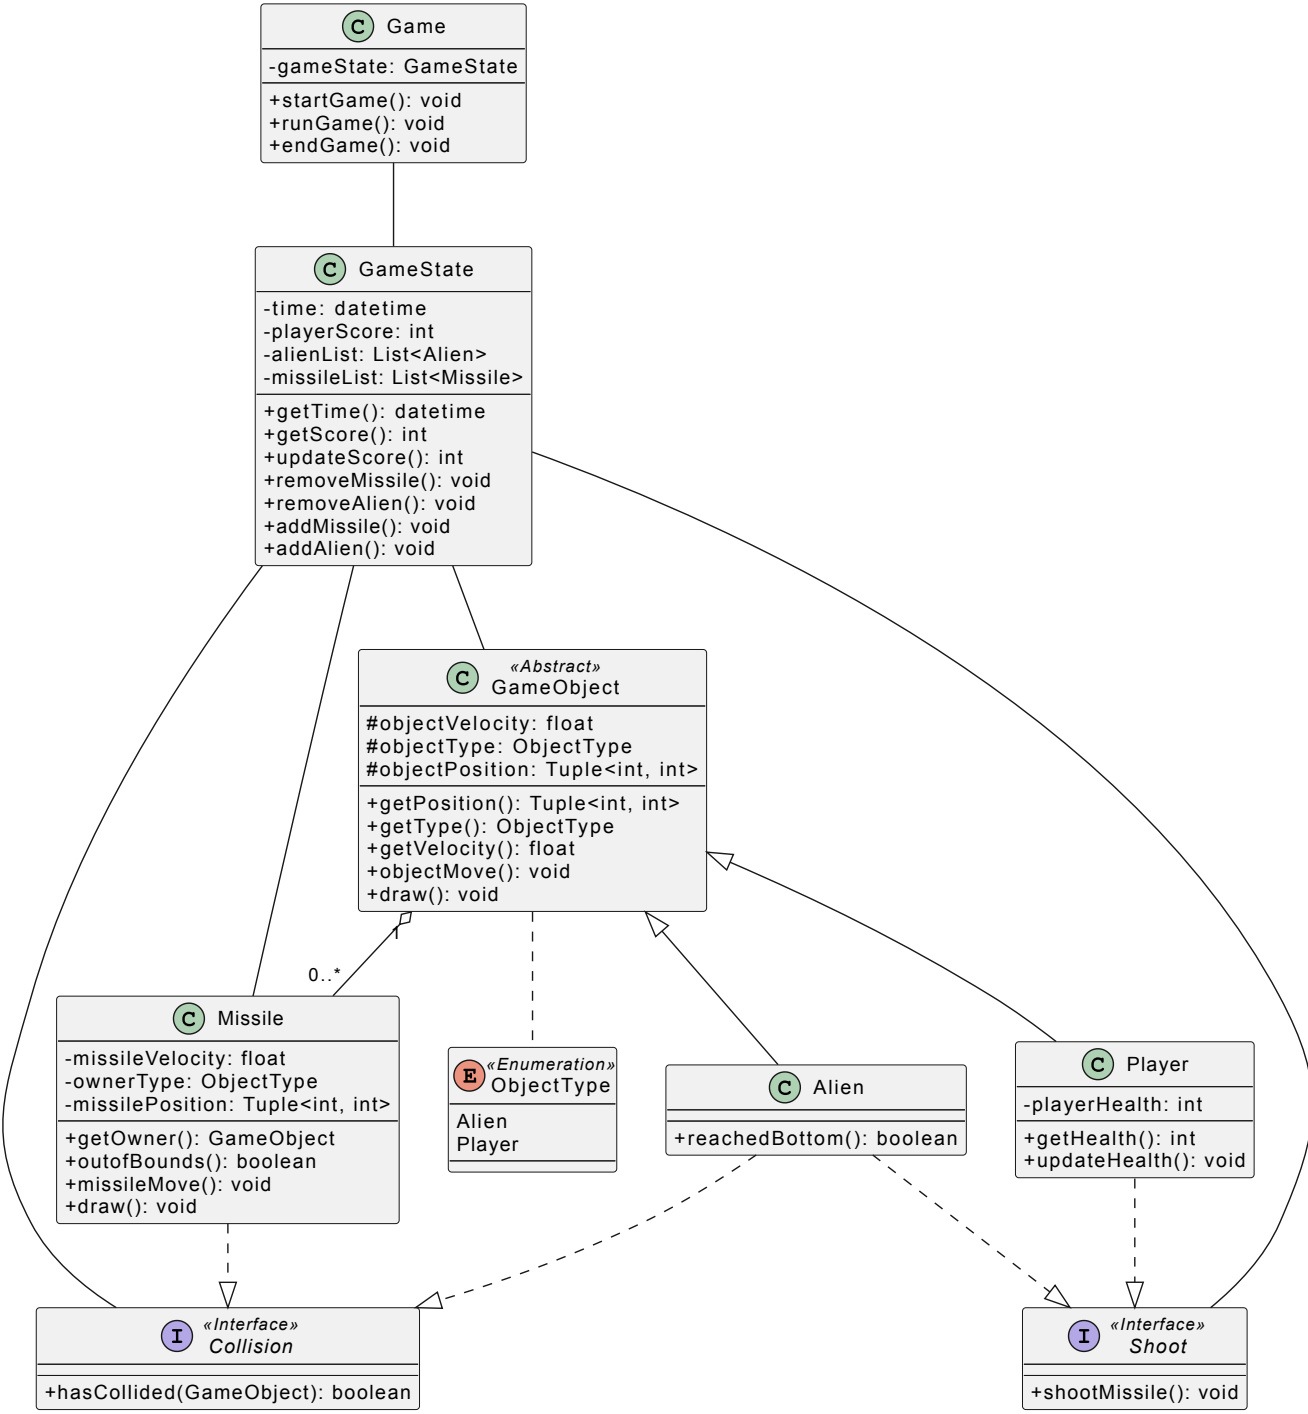 C Game
-gameState: GameState
+startGame(): void
+runGame(): void
+endGame(): void
C GameState
-time: datetime
-playerScore: int
-alienList: List<Alien>
-missileList: List<Missile>
+getTime(): datetime
+getScore(): int
+updateScore(): int
+removeMissile(): void
+removeAlien(): void
+addMissile(): void
+addAlien(): void
C «Abstract»
GameObject
#objectVelocity: float
#objectType: ObjectType
#objectPosition: Tuple<int, int>
+getPosition(): Tuple<int, int>
+getType(): ObjectType
+getVelocity(): float
+objectMove(): void
+draw(): void
1
0..*
C Missile
-missileVelocity: float
-ownerType: ObjectType
-missilePosition: Tuple<int, int>
+getOwner(): GameObject
+outofBounds(): boolean
+missileMove(): void
+draw(): void
E «Enumeration»
ObjectType
Alien
Player
C Alien
+reachedBottom(): boolean
C Player
-playerHealth: int
+getHealth(): int
+updateHealth(): void
I «Interface»
Collision
+hasCollided(GameObject): boolean
I «Interface»
Shoot
+shootMissile(): void